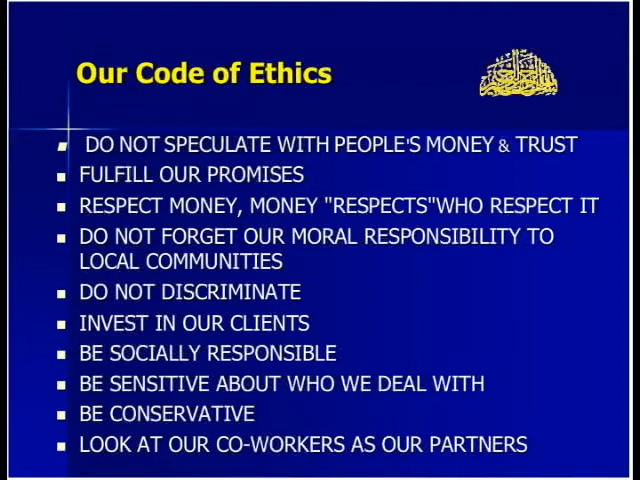 Our Code of Ethics
DO NOT SPECULATE WITH PEOPLE'S MONEY & TRUST
FULFILL OUR PROMISES
RESPECT MONEY, MONEY "RESPECTS"WHO RESPECT IT
DO NOT FORGET OUR MORAL RESPONSIBILITY TO
LOCAL COMMUNITIES
DO NOT DISCRIMINATE
INVEST IN OUR CLIENTS
BE SOCIALLY RESPONSIBLE
BE SENSITIVE ABOUT WHO WE DEAL WITH
BE CONSERVATIVE
LOOK AT OUR CO-WORKERS AS OUR PARTNERS